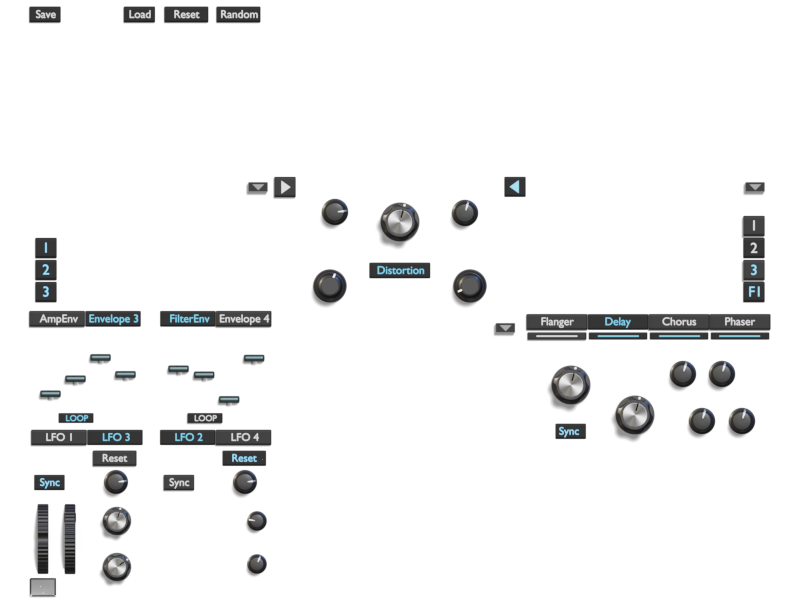 Save Load Reset Random
1
2
3
1
2
3
F1
Distortion
AmpEnv Envelope 3 FilterEnv Envelope 4
Flanger Delay Chorus Phaser
LOOP LOOP
LFO 1 LFO 3 LFO 2 LFO 4
Sync
Reset Reset
Sync Sync